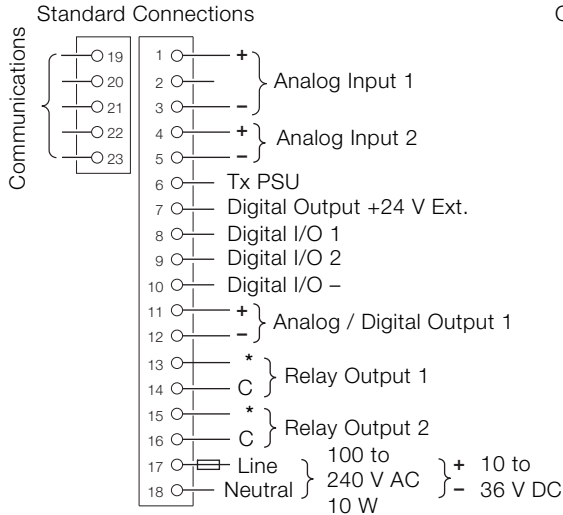 Standard Connections
C
Communications
19
20
21
22
23
1 +
2
3 −
Analog Input 1
4 +
5 −
Analog Input 2
6 Tx PSU
7 Digital Output +24 V Ext.
8 Digital I/O 1
9 Digital I/O 2
10 Digital I/O −
11 +
12 −
Analog / Digital Output 1
13 *
14 C
Relay Output 1
15 *
16 C
Relay Output 2
17 Line
18 Neutral
100 to
240 V AC
10 W
+ 10 to
− 36 V DC